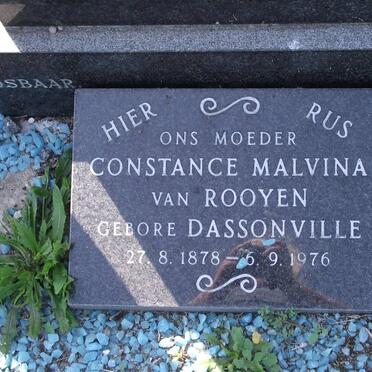 OSBAAR
HIER RUS
ONS MOEDER
CONSTANCE MALVINA
VAN ROOYEN
GEBORE DASSONVILLE
27. 8. 1878 – 6. 9. 1976